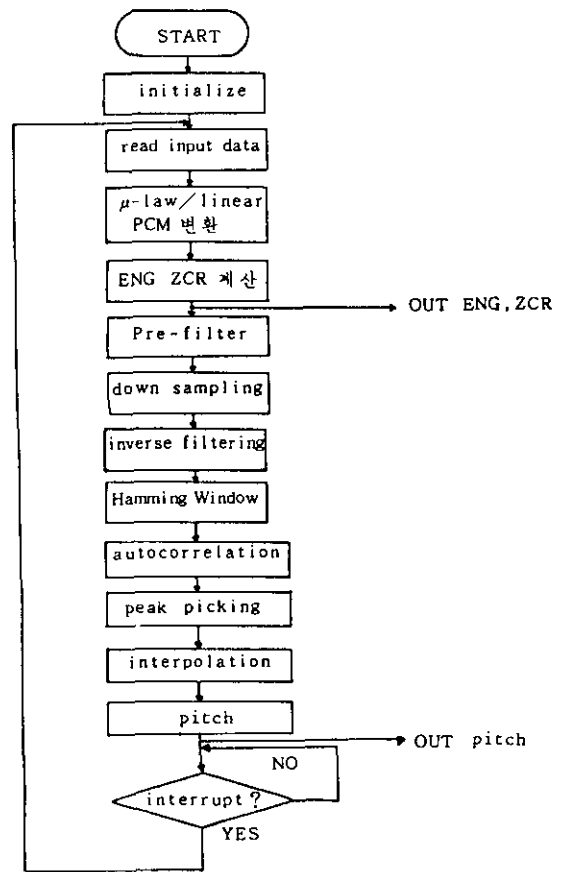 START
initialize
read input data
μ-law／linear
PCM 변환
ENG ZCR 계산
OUT ENG,ZCR
Pre-filter
down sampling
inverse filtering
Hamming Window
autocorrelation
peak picking
interpolation
pitch
OUT pitch
NO
interrupt?
YES